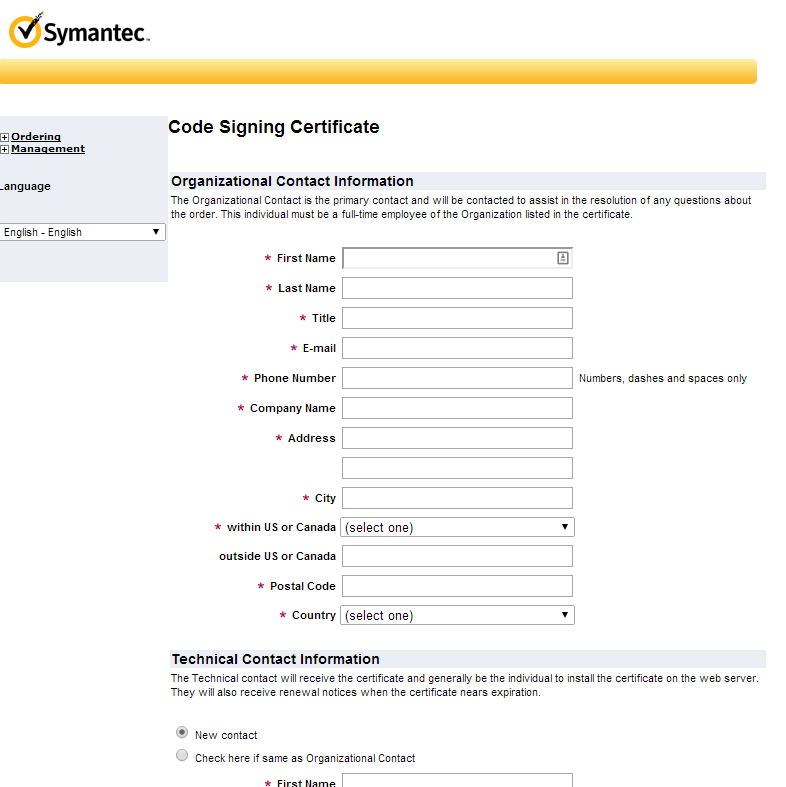 Symantec™
Code Signing Certificate
Ordering
Management
Language
English - English
Organizational Contact Information
The Organizational Contact is the primary contact and will be contacted to assist in the resolution of any questions about
the order. This individual must be a full-time employee of the Organization listed in the certificate.
* First Name
* Last Name
* Title
* E-mail
* Phone Number Numbers, dashes and spaces only
* Company Name
* Address
* City
* within US or Canada (select one)
outside US or Canada
* Postal Code
* Country (select one)
Technical Contact Information
The Technical contact will receive the certificate and generally be the individual to install the certificate on the web server.
They will also receive renewal notices when the certificate nears expiration.
New contact
Check here if same as Organizational Contact
* First Name